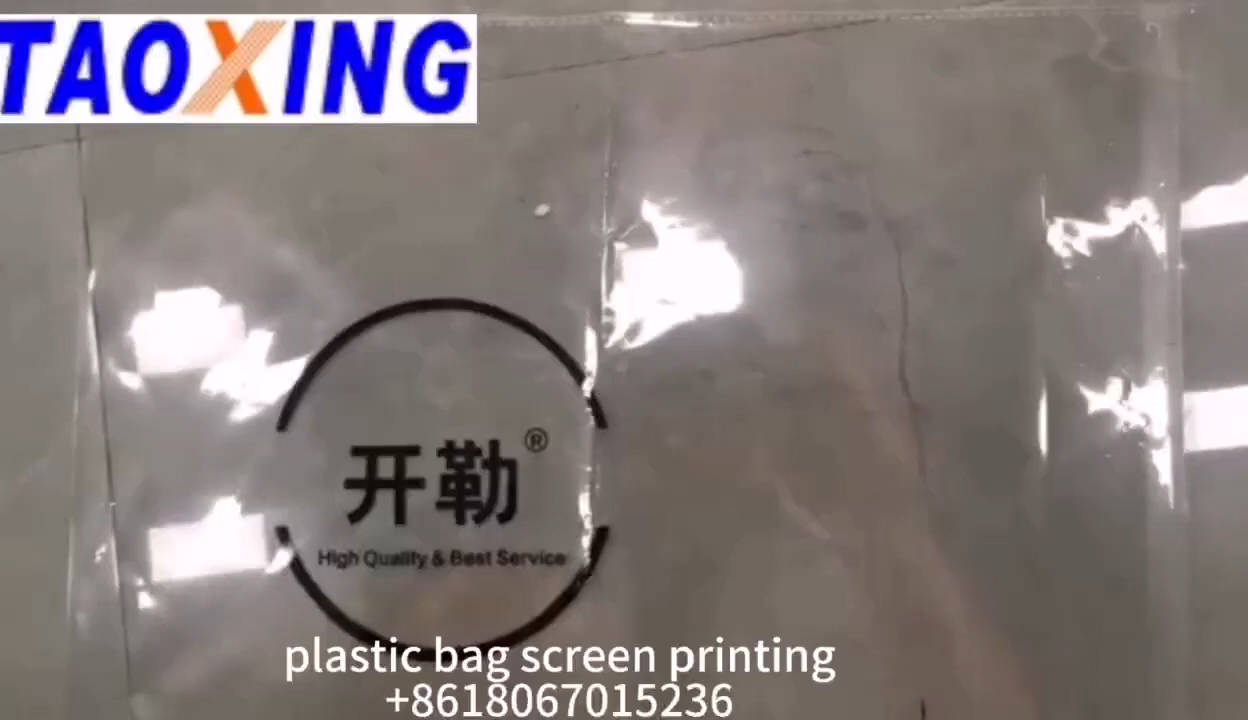 TAOXING
开勒®
High Quality & Best Service
plastic bag screen printing
+8618067015236